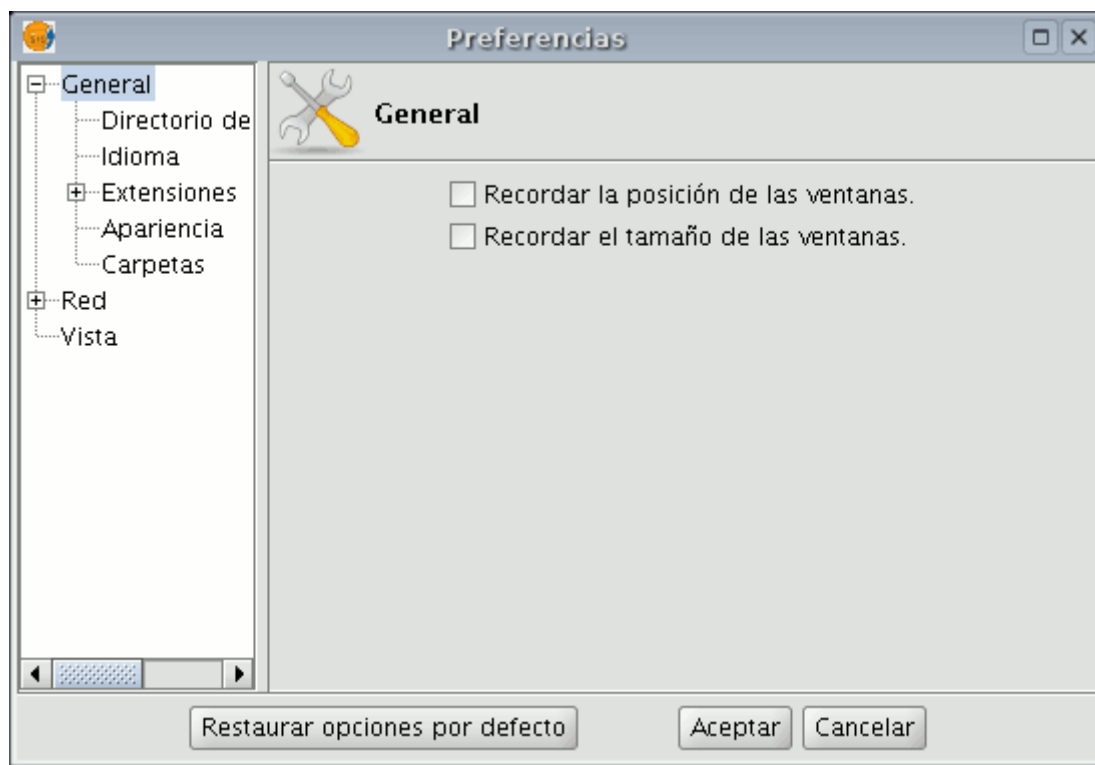 Preferencias
General
Directorio de
Idioma
Extensiones
Apariencia
Carpetas
Red
Vista
General
Recordar la posición de las ventanas.
Recordar el tamaño de las ventanas.
Restaurar opciones por defecto
Aceptar
Cancelar